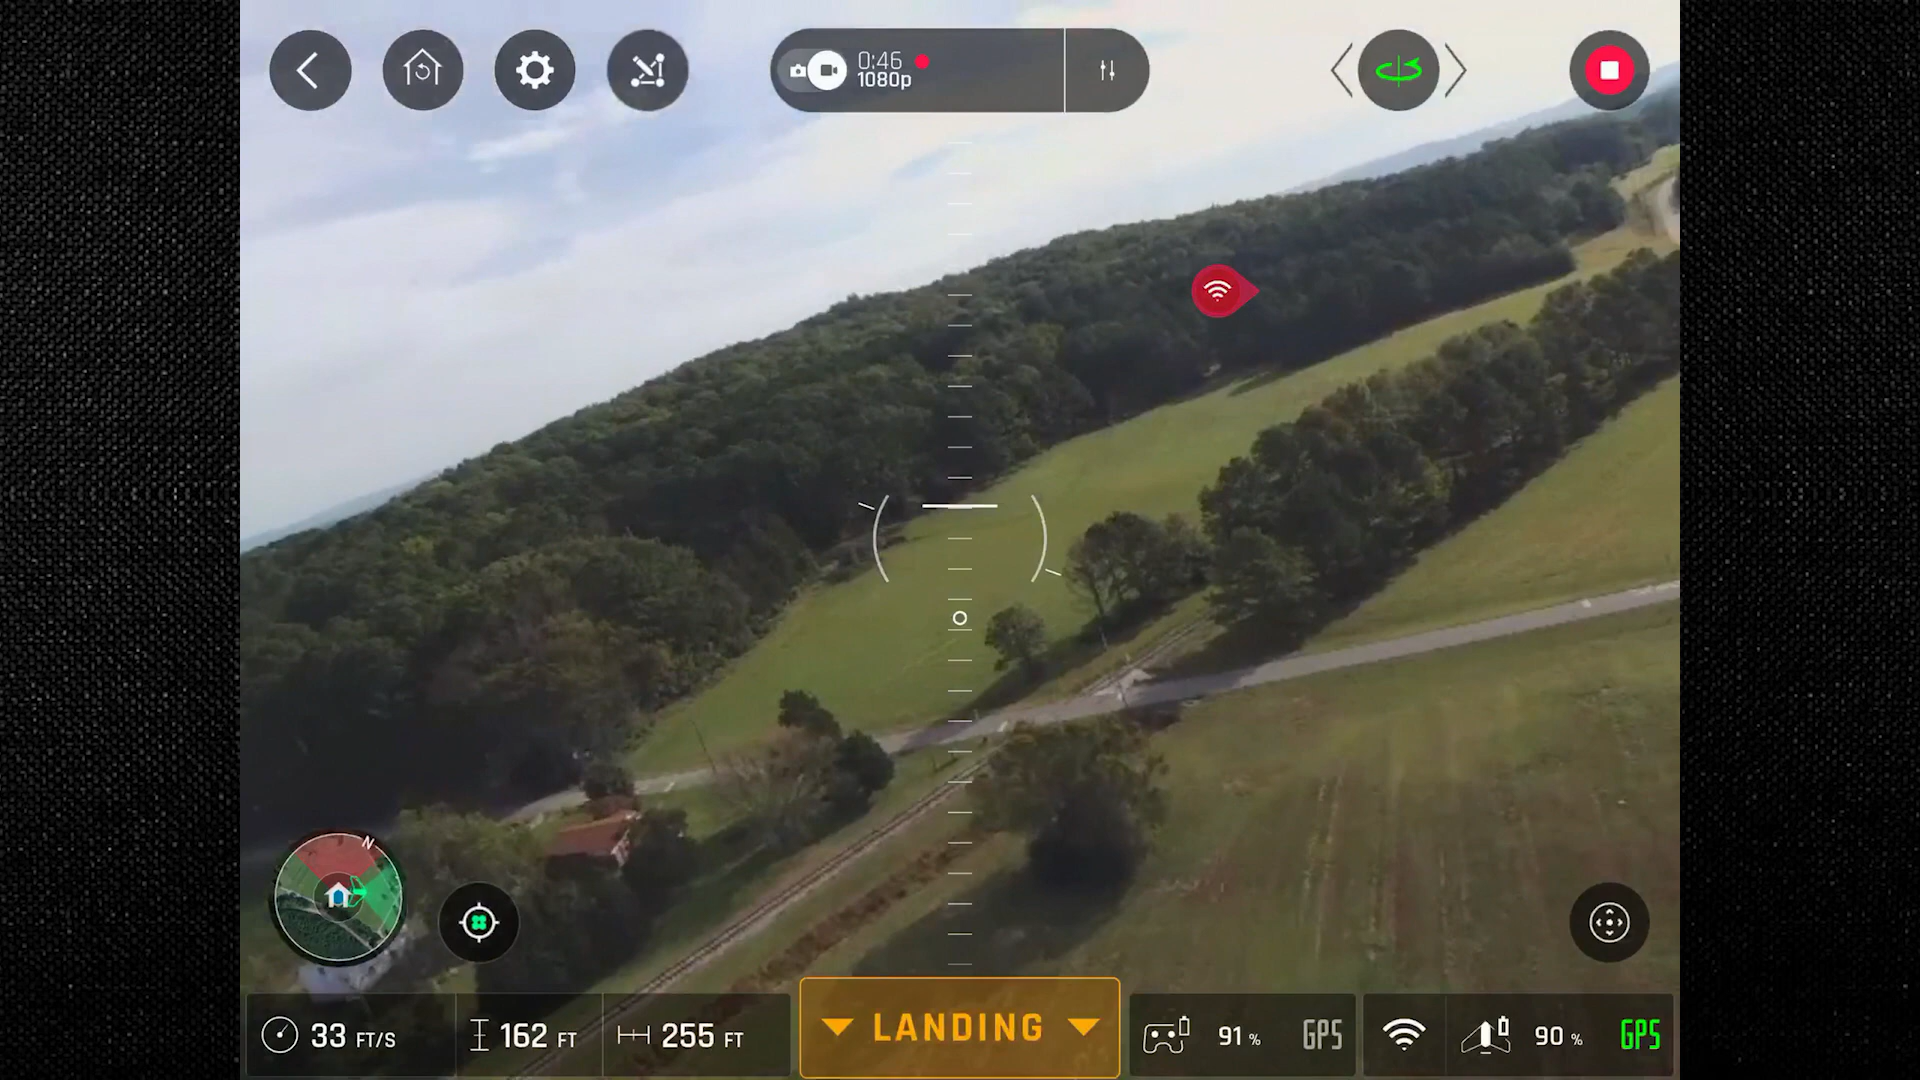 0:46
1080p
N
33 FT/S
162 FT
255 FT
LANDING
91 %
GPS
90 %
GPS